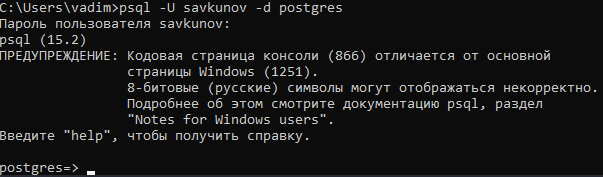 C:\Users\vadim>psql -U savkunov -d postgres
Пароль пользователя savkunov:
psql (15.2)
ПРЕДУПРЕЖДЕНИЕ: Кодовая страница консоли (866) отличается от основной
страницы Windows (1251).
8-битовые (русские) символы могут отображаться некорректно.
Подробнее об этом смотрите документацию psql, раздел
"Notes for Windows users".
Введите "help", чтобы получить справку.
postgres=>